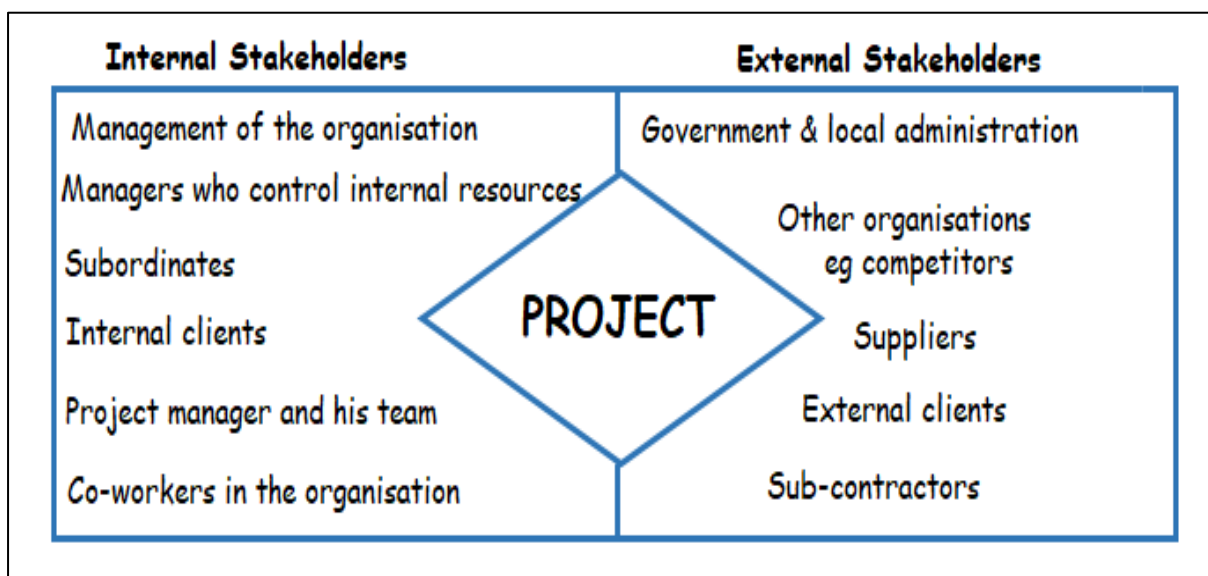 Internal Stakeholders
Management of the organisation
Managers who control internal resources
Subordinates
Internal clients
Project manager and his team
Co-workers in the organisation
PROJECT
External Stakeholders
Government & local administration
Other organisations
eg competitors
Suppliers
External clients
Sub-contractors